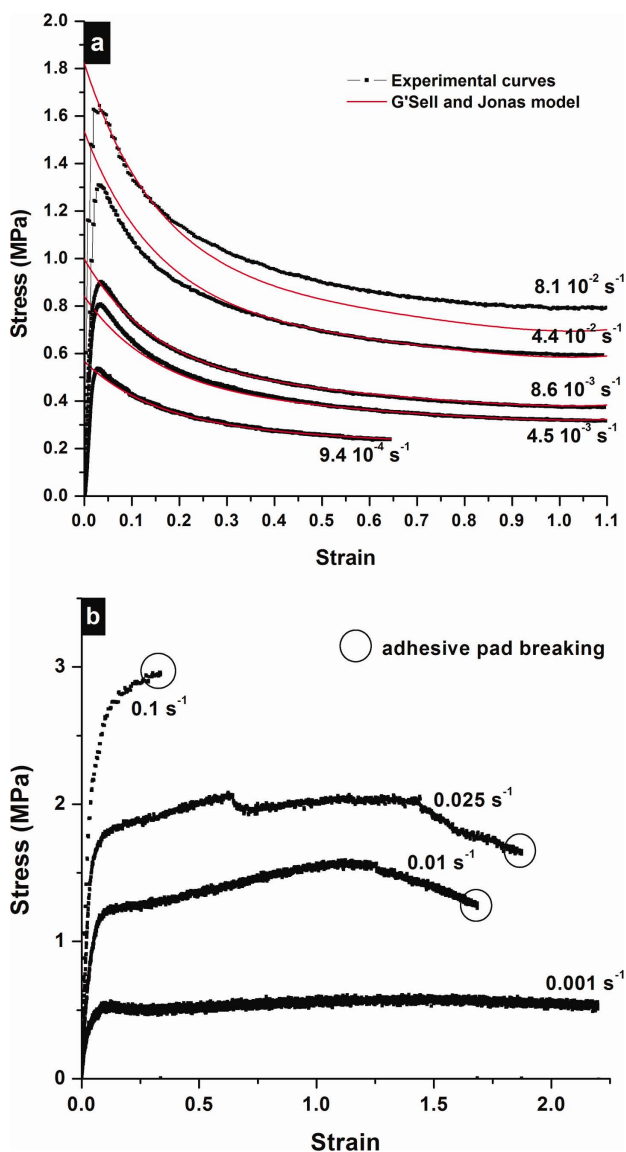 a
2.0
1.8
1.6
1.4
1.2
1.0
0.8
0.6
0.4
0.2
0.0
Stress (MPa)
Experimental curves
G'Sell and Jonas model
8.1 10⁻² s⁻¹
4.4 10⁻² s⁻¹
8.6 10⁻³ s⁻¹
4.5 10⁻³ s⁻¹
9.4 10⁻⁴ s⁻¹
0.0 0.1 0.2 0.3 0.4 0.5 0.6 0.7 0.8 0.9 1.0 1.1
Strain
b
adhesive pad breaking
3
2
1
0
Stress (MPa)
0.1 s⁻¹
0.025 s⁻¹
0.01 s⁻¹
0.001 s⁻¹
0.0 0.5 1.0 1.5 2.0
Strain